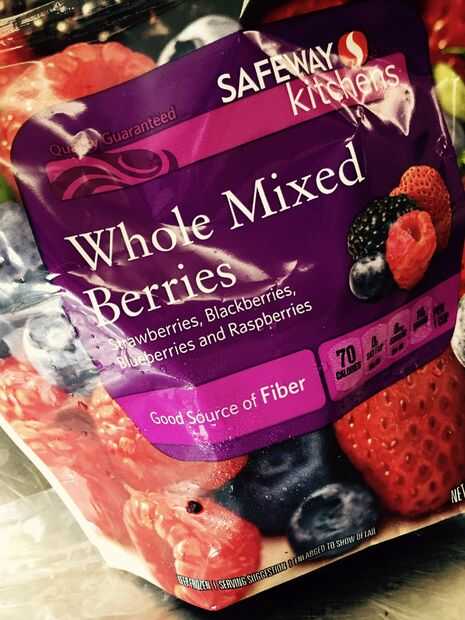 SAFEWAY
kitchens
Quality Guaranteed
Whole Mixed
Berries
Strawberries, Blackberries,
Blueberries and Raspberries
Good Source of Fiber
70
CALORIES
NET
SERVING SUGGESTION | ENLARGED TO SHOW DETAIL